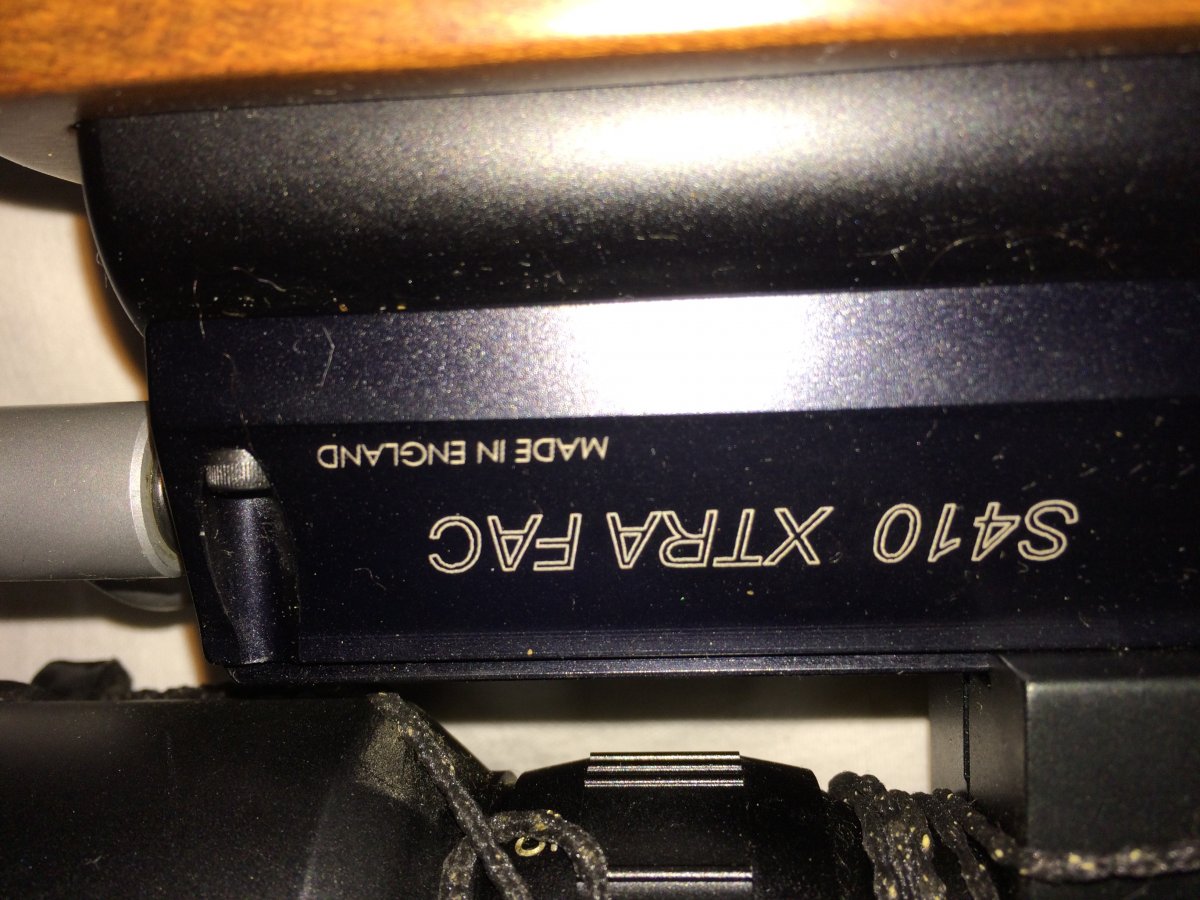 S410 XTRA FAC
MADE IN ENGLAND